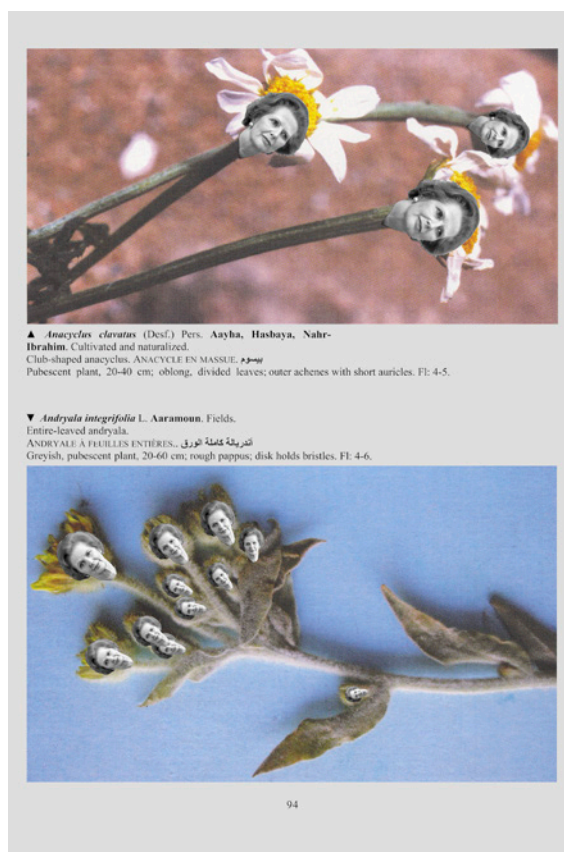 ▲ Anacyclus clavatus (Desf.) Pers. Aayha, Hasbaya, Nahr-
Ibrahim. Cultivated and naturalized.
Club-shaped anacyclus. ANACYCLE EN MASSUE. بيسوم
Pubescent plant, 20-40 cm; oblong, divided leaves; outer achenes with short auricles. Fl: 4-5.
▼ Andryala integrifolia L. Aaramoun. Fields.
Entire-leaved andryala.
ANDRYALE À FEUILLES ENTIÈRES.. أندريالة كاملة الورق
Greyish, pubescent plant, 20-60 cm; rough pappus; disk holds bristles. Fl: 4-6.
94